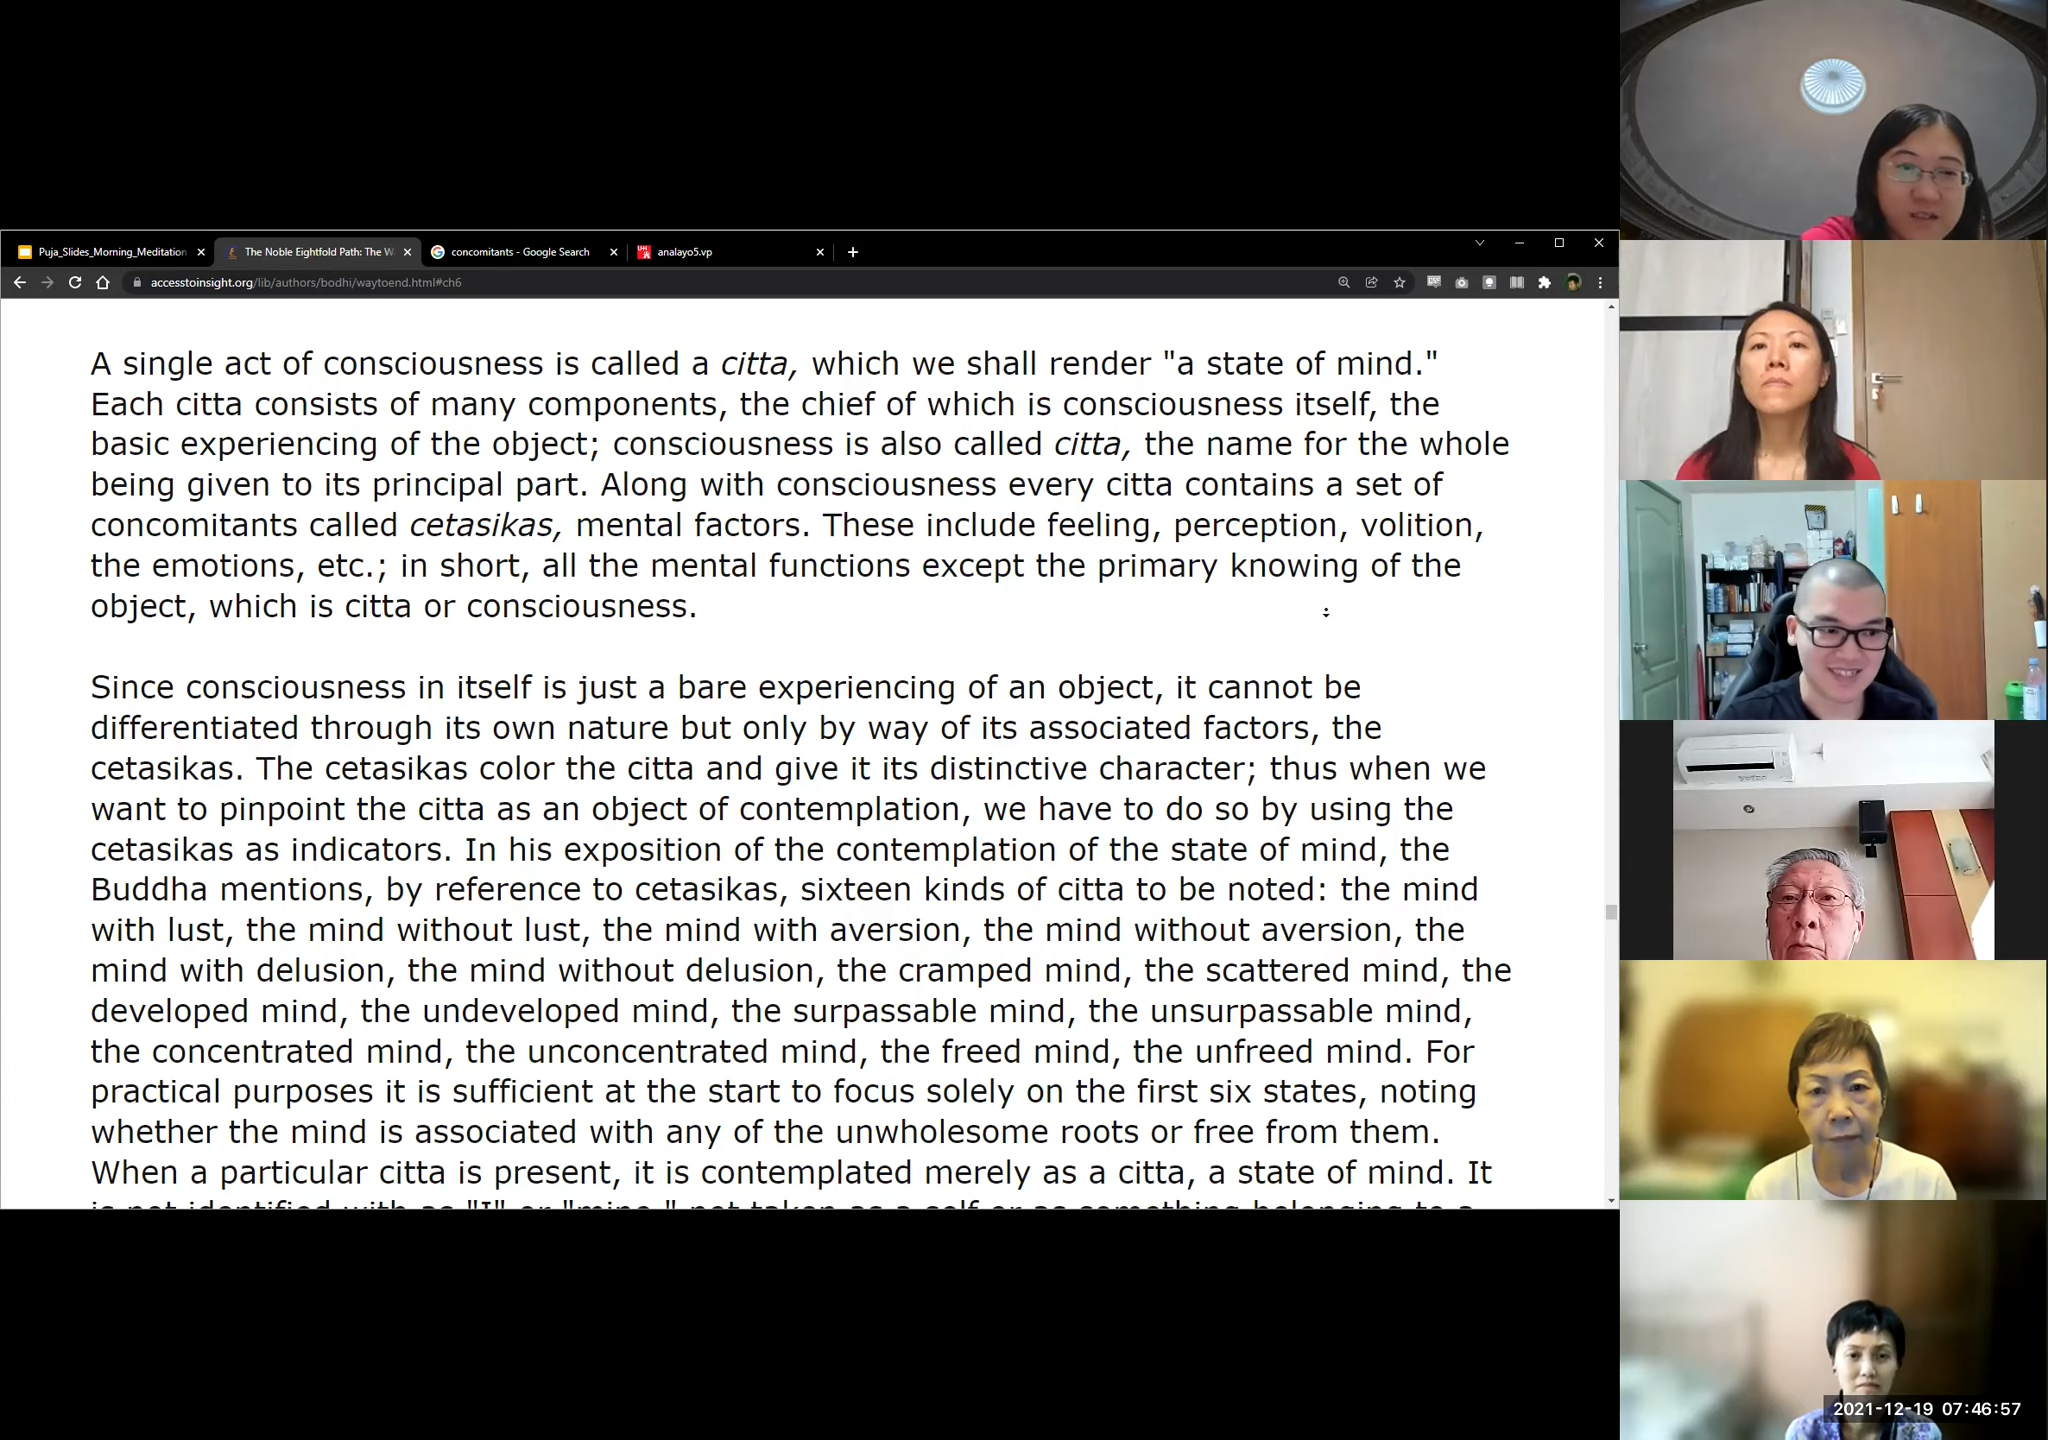 Puja_Slides_Morning_Meditation
The Noble Eightfold Path: The W
concomitants - Google Search
analayo5.vp
accesstoinsight.org/lib/authors/bodhi/waytoend.html#ch6
A single act of consciousness is called a citta, which we shall render "a state of mind."
Each citta consists of many components, the chief of which is consciousness itself, the
basic experiencing of the object; consciousness is also called citta, the name for the whole
being given to its principal part. Along with consciousness every citta contains a set of
concomitants called cetasikas, mental factors. These include feeling, perception, volition,
the emotions, etc.; in short, all the mental functions except the primary knowing of the
object, which is citta or consciousness.
Since consciousness in itself is just a bare experiencing of an object, it cannot be
differentiated through its own nature but only by way of its associated factors, the
cetasikas. The cetasikas color the citta and give it its distinctive character; thus when we
want to pinpoint the citta as an object of contemplation, we have to do so by using the
cetasikas as indicators. In his exposition of the contemplation of the state of mind, the
Buddha mentions, by reference to cetasikas, sixteen kinds of citta to be noted: the mind
with lust, the mind without lust, the mind with aversion, the mind without aversion, the
mind with delusion, the mind without delusion, the cramped mind, the scattered mind, the
developed mind, the undeveloped mind, the surpassable mind, the unsurpassable mind,
the concentrated mind, the unconcentrated mind, the freed mind, the unfreed mind. For
practical purposes it is sufficient at the start to focus solely on the first six states, noting
whether the mind is associated with any of the unwholesome roots or free from them.
When a particular citta is present, it is contemplated merely as a citta, a state of mind. It
is not identified with as "I" or "mine," not taken as a self or as something belonging to a
2021-12-19 07:46:57